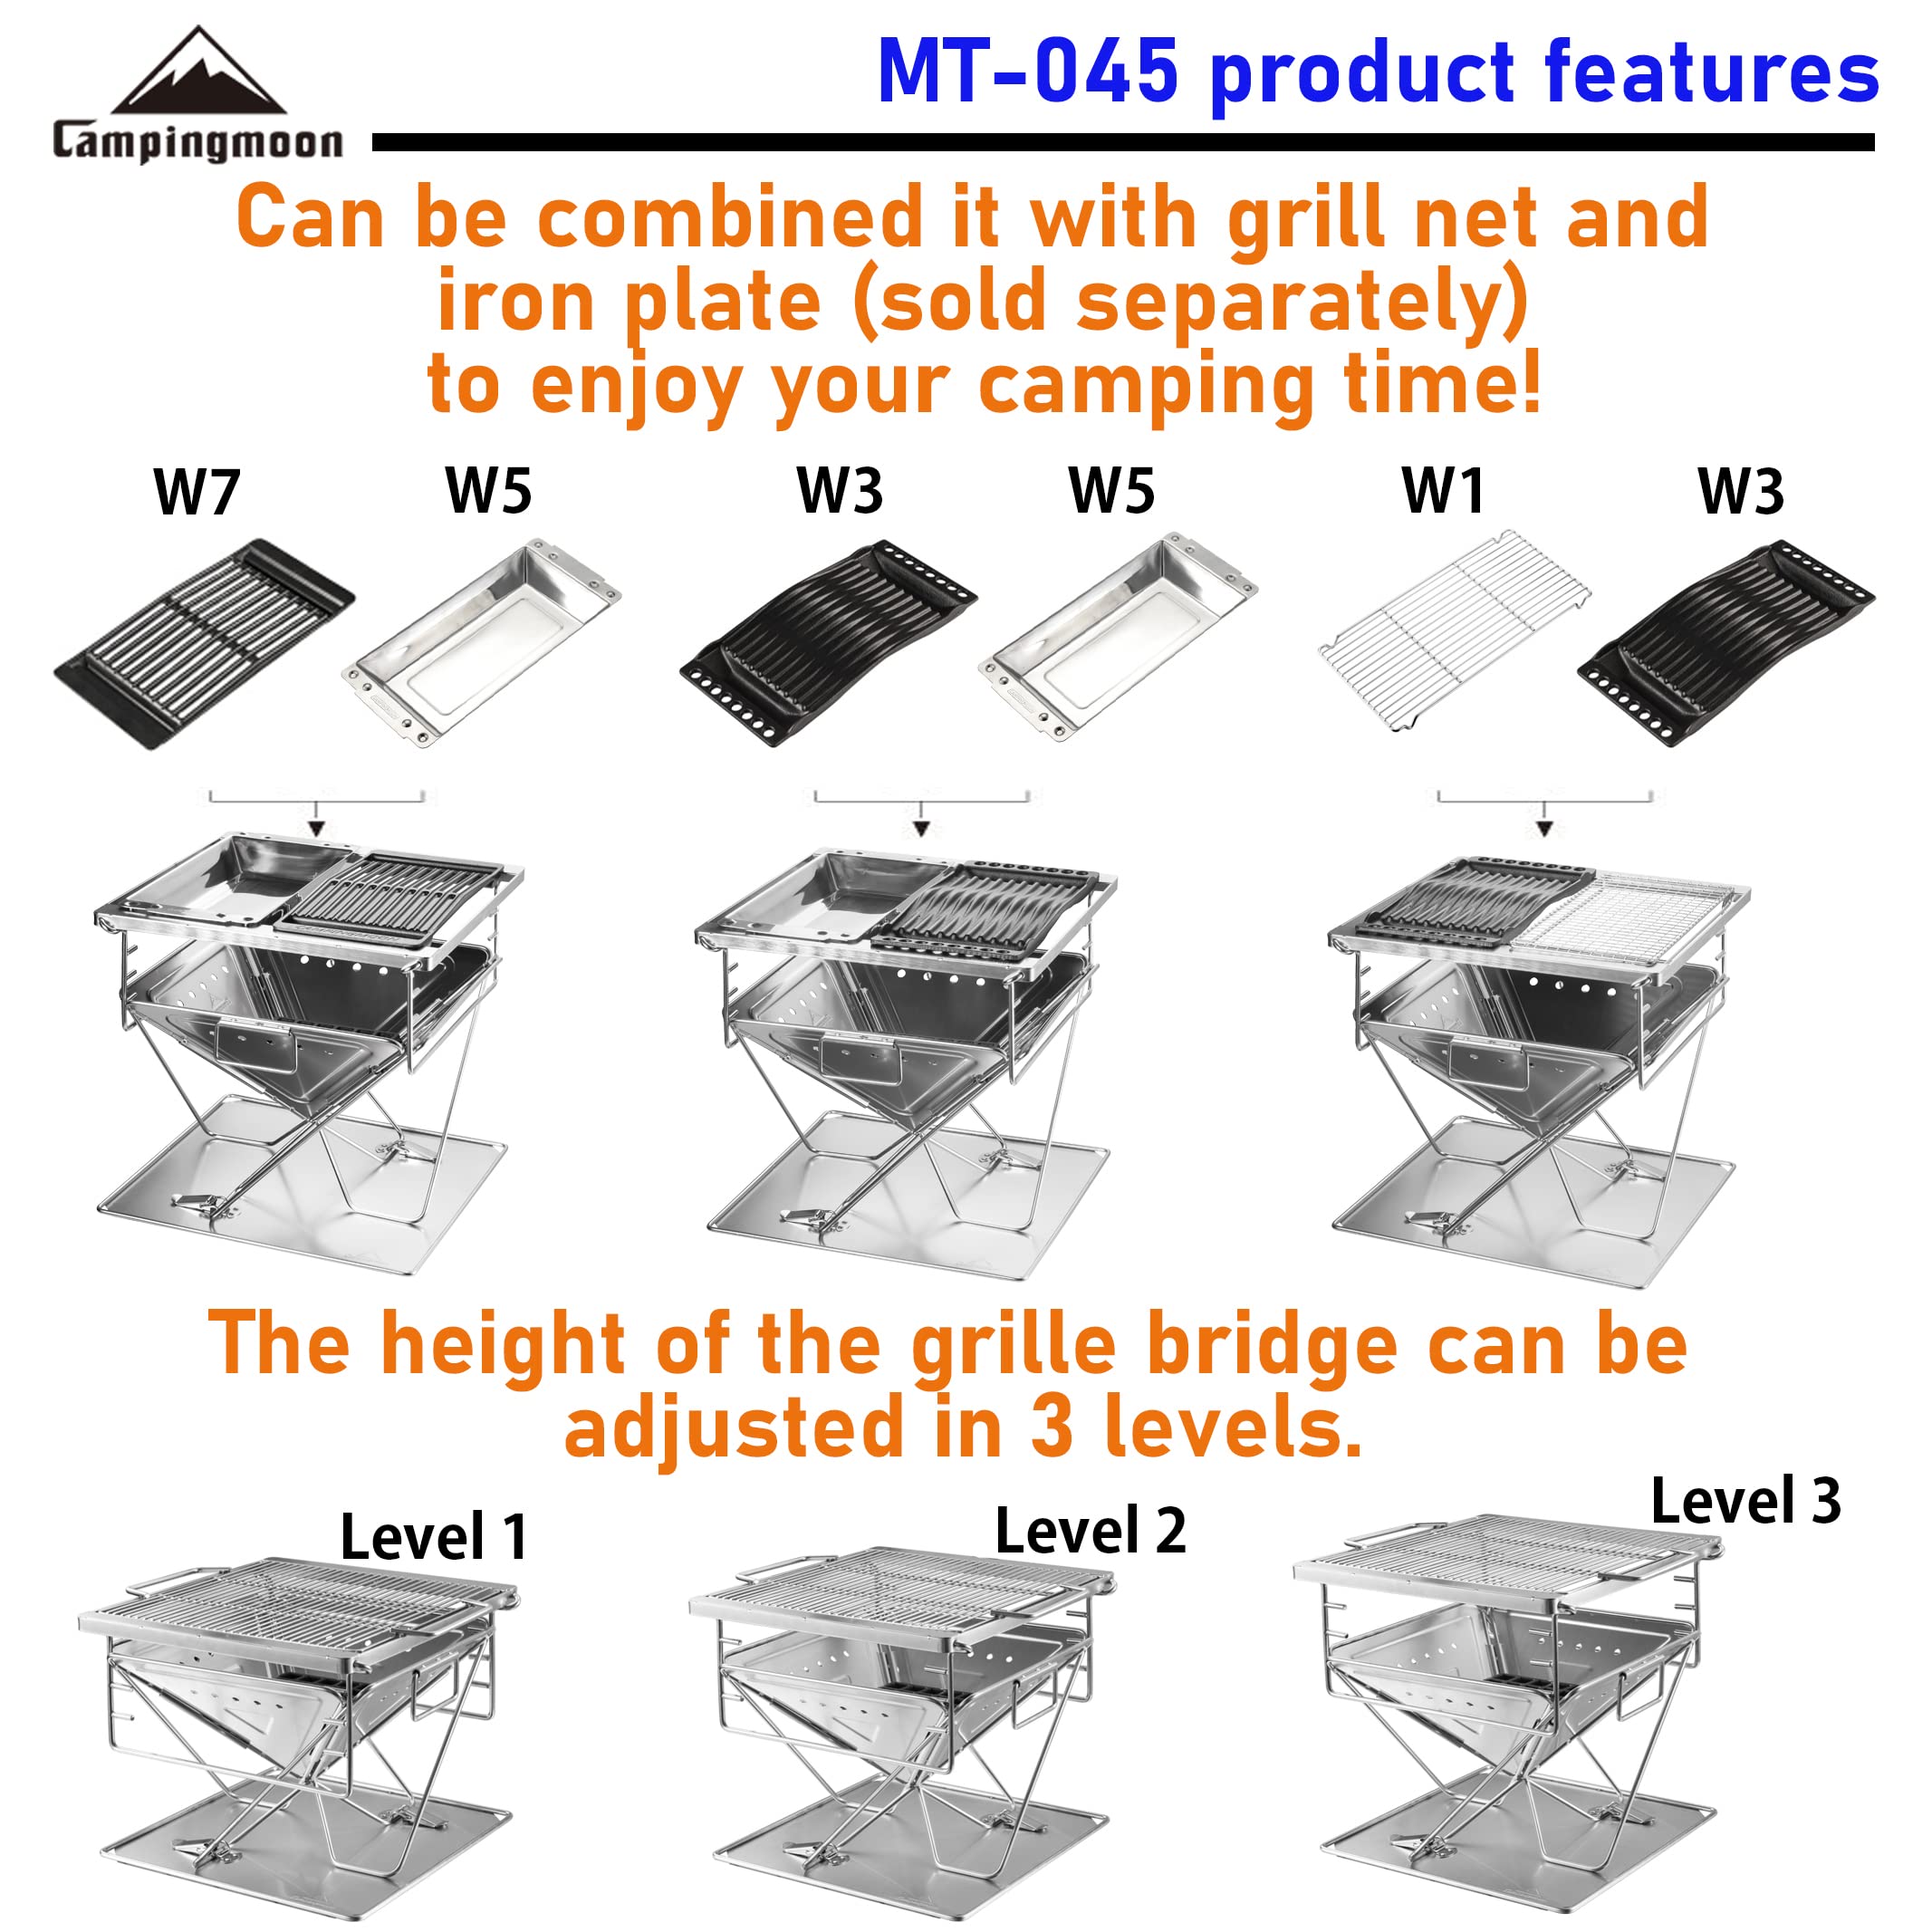 Campingmoon
MT-045 product features
Can be combined it with grill net and
iron plate (sold separately)
to enjoy your camping time!
W7 W5 W3 W5 W1 W3
The height of the grille bridge can be
adjusted in 3 levels.
Level 1 Level 2 Level 3